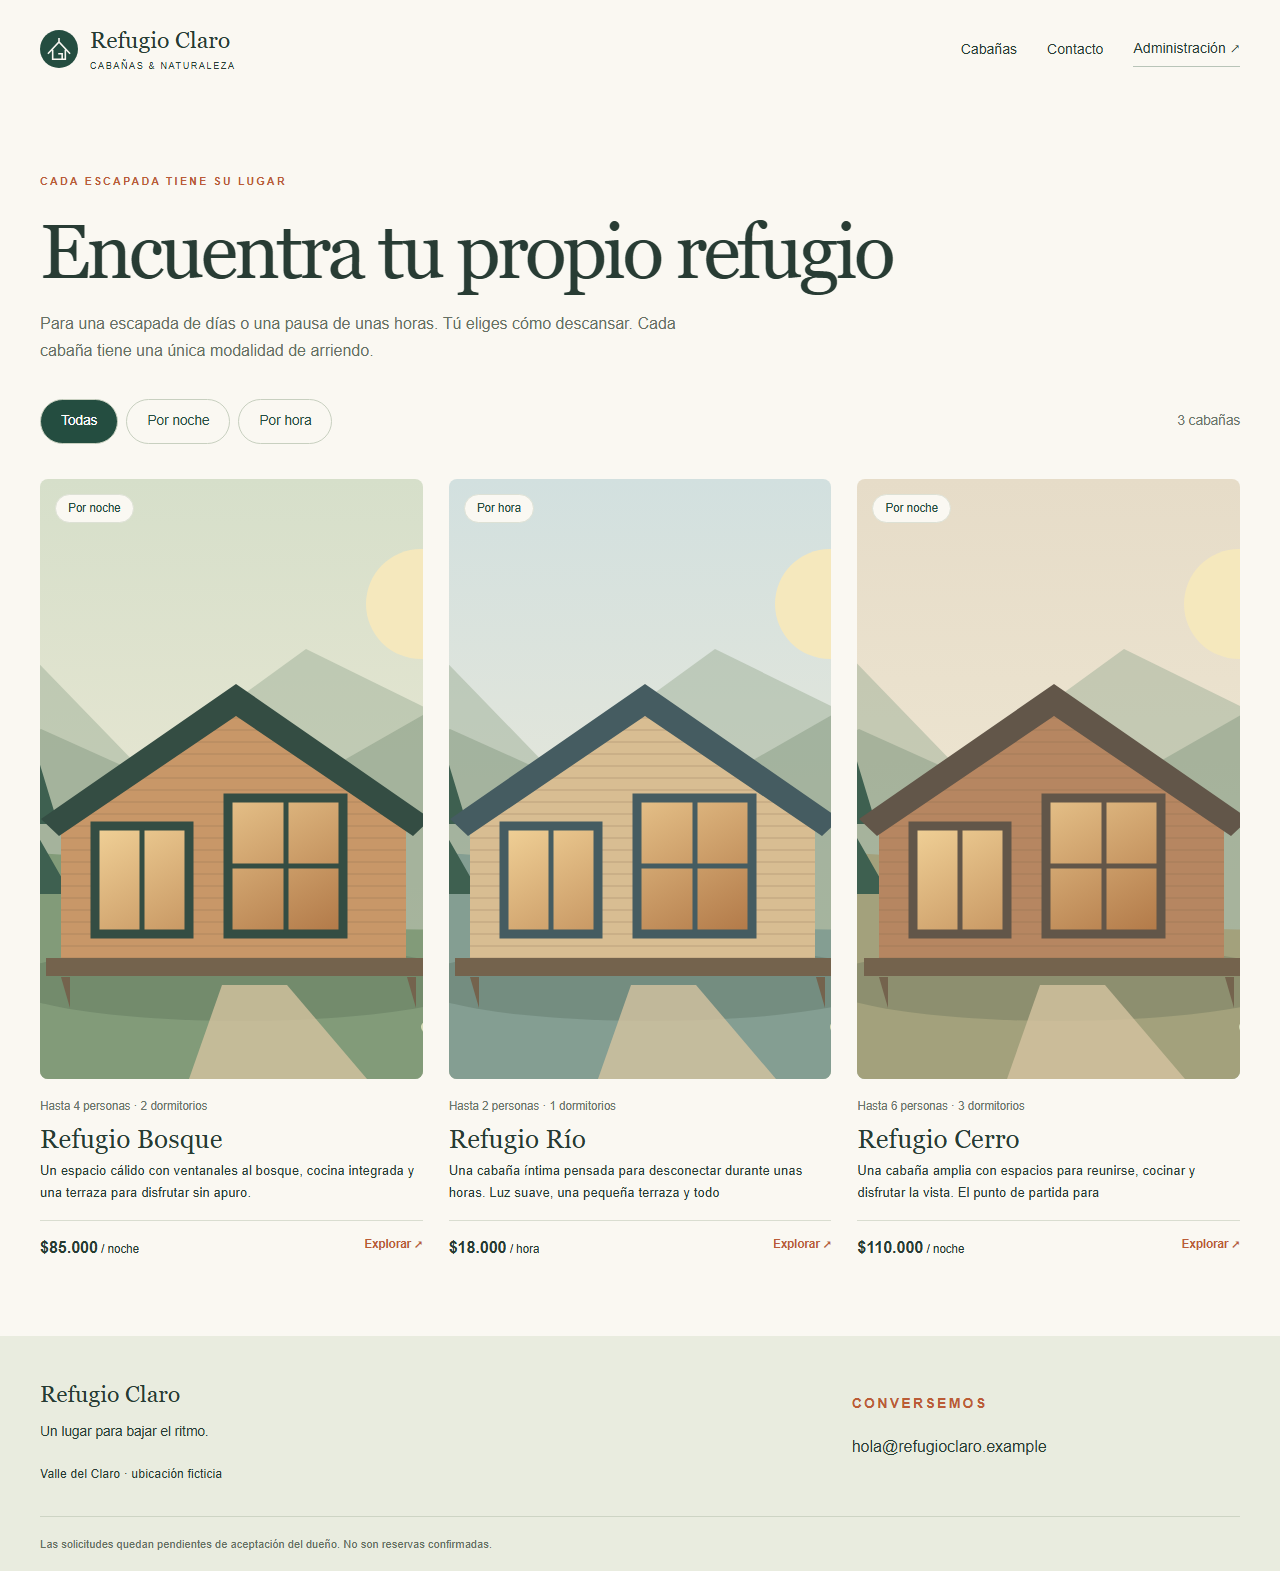 Refugio Claro
CABAÑAS & NATURALEZA
Cabañas
Contacto
Administración ↗
CADA ESCAPADA TIENE SU LUGAR
Encuentra tu propio refugio
Para una escapada de días o una pausa de unas horas. Tú eliges cómo descansar. Cada
cabaña tiene una única modalidad de arriendo.
Todas
Por noche
Por hora
3 cabañas
Por noche
Hasta 4 personas · 2 dormitorios
Refugio Bosque
Un espacio cálido con ventanales al bosque, cocina integrada y
una terraza para disfrutar sin apuro.
$85.000 / noche
Explorar ↗
Por hora
Hasta 2 personas · 1 dormitorios
Refugio Río
Una cabaña íntima pensada para desconectar durante unas
horas. Luz suave, una pequeña terraza y todo
$18.000 / hora
Explorar ↗
Por noche
Hasta 6 personas · 3 dormitorios
Refugio Cerro
Una cabaña amplia con espacios para reunirse, cocinar y
disfrutar la vista. El punto de partida para
$110.000 / noche
Explorar ↗
Refugio Claro
Un lugar para bajar el ritmo.
Valle del Claro · ubicación ficticia
CONVERSEMOS
hola@refugioclaro.example
Las solicitudes quedan pendientes de aceptación del dueño. No son reservas confirmadas.